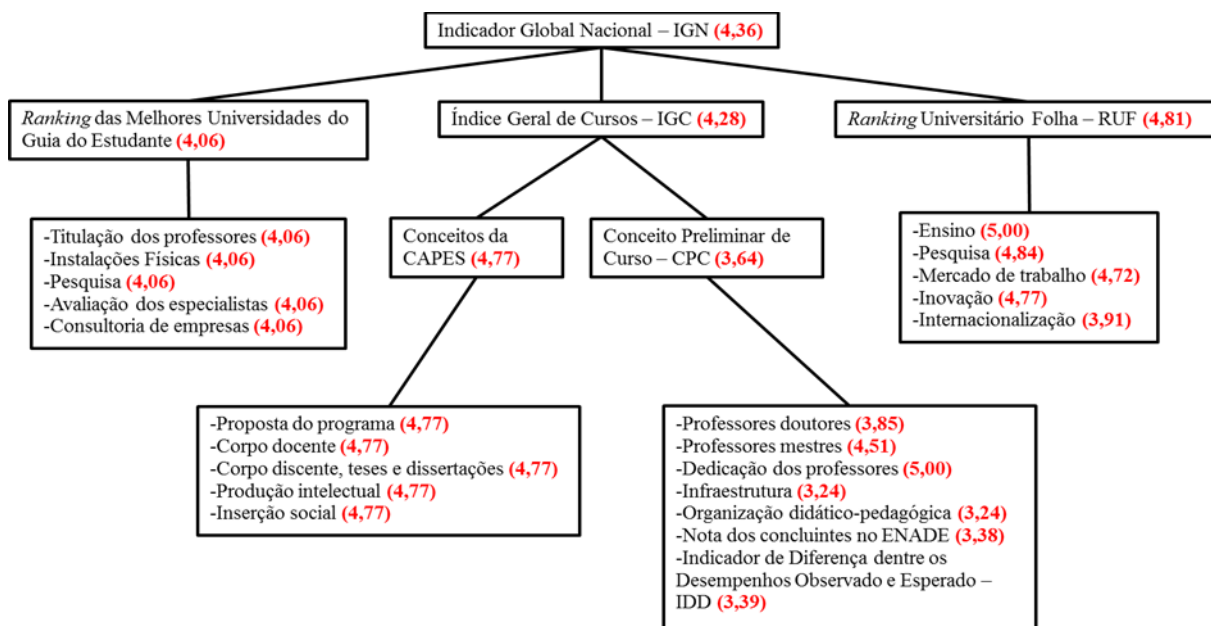 Indicador Global Nacional – IGN (4,36)
Ranking das Melhores Universidades do
Guia do Estudante (4,06)
Índice Geral de Cursos – IGC (4,28)
Ranking Universitário Folha – RUF (4,81)
-Titulação dos professores (4,06)
-Instalações Físicas (4,06)
-Pesquisa (4,06)
-Avaliação dos especialistas (4,06)
-Consultoria de empresas (4,06)
Conceitos da
CAPES (4,77)
Conceito Preliminar de
Curso – CPC (3,64)
-Ensino (5,00)
-Pesquisa (4,84)
-Mercado de trabalho (4,72)
-Inovação (4,77)
-Internacionalização (3,91)
-Proposta do programa (4,77)
-Corpo docente (4,77)
-Corpo discente, teses e dissertações (4,77)
-Produção intelectual (4,77)
-Inserção social (4,77)
-Professores doutores (3,85)
-Professores mestres (4,51)
-Dedicação dos professores (5,00)
-Infraestrutura (3,24)
-Organização didático-pedagógica (3,24)
-Nota dos concluintes no ENADE (3,38)
-Indicador de Diferença dentre os
Desempenhos Observado e Esperado –
IDD (3,39)